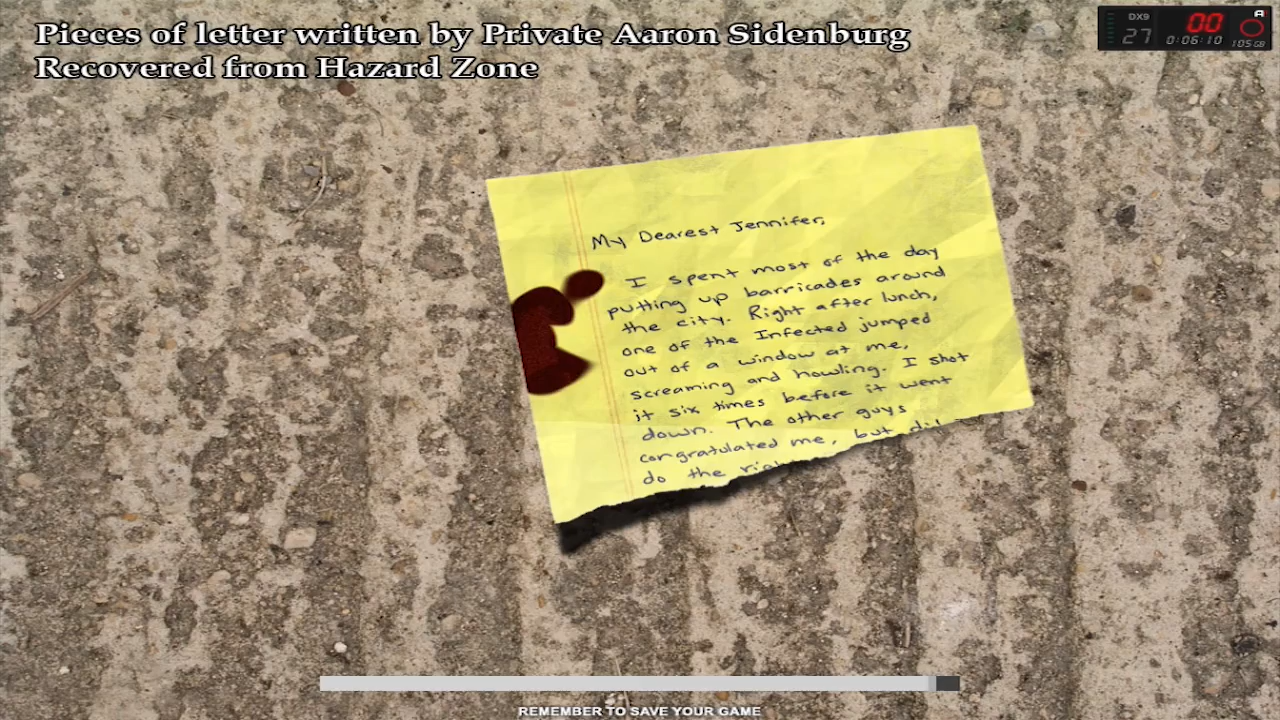 Pieces of letter written by Private Aaron Sidenburg
Recovered from Hazard Zone
DX9
27
00
0:06:10
A
105 GB
My Dearest Jennifer,
I spent most of the day
putting up barricades around
the city. Right after lunch,
one of the Infected jumped
out of a window at me,
screaming and howling. I shot
it six times before it went
down. The other guys
congratulated me, but
do the
REMEMBER TO SAVE YOUR GAME